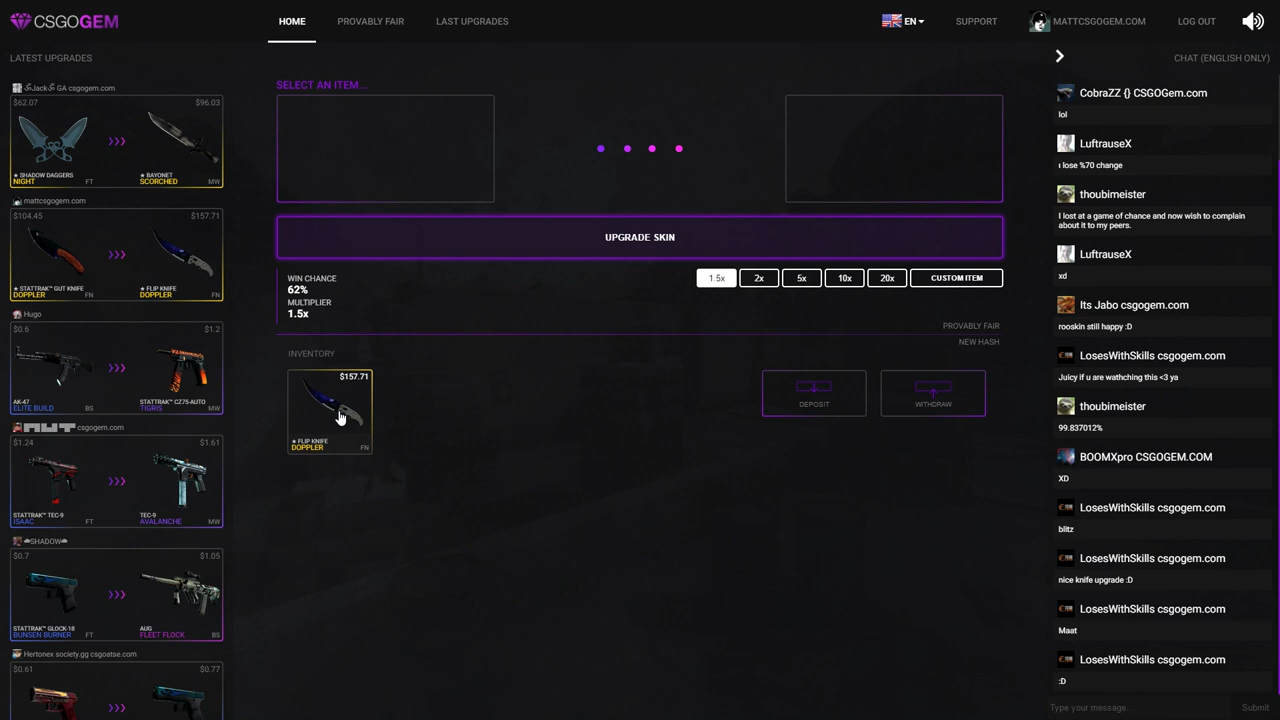 CSGOGEM
HOME
PROVABLY FAIR
LAST UPGRADES
EN
SUPPORT
MATTCSGOGEM.COM
LOG OUT
LATEST UPGRADES
Jack GA csgogem.com
$62.07
$96.03
★ SHADOW DAGGERS
NIGHT
FT
★ BAYONET
SCORCHED
MW
mattcsgogem.com
$104.45
$157.71
★ STATTRAK™ GUT KNIFE
DOPPLER
FN
★ FLIP KNIFE
DOPPLER
FN
Hugo
$0.6
$1.2
AK-47
ELITE BUILD
BS
STATTRAK™ CZ75-AUTO
TIGRIS
MW
csgogem.com
$1.24
$1.61
STATTRAK™ TEC-9
ISAAC
FT
TEC-9
AVALANCHE
MW
SHADOW
$0.7
$1.05
STATTRAK™ GLOCK-18
BUNSEN BURNER
FT
AUG
FLEET FLOCK
BS
Hertonex society.gg csgoatse.com
$0.61
$0.77
SELECT AN ITEM...
UPGRADE SKIN
WIN CHANCE
62%
MULTIPLIER
1.5x
1.5x
2x
5x
10x
20x
CUSTOM ITEM
PROVABLY FAIR
NEW HASH
INVENTORY
$157.71
★ FLIP KNIFE
DOPPLER
FN
DEPOSIT
WITHDRAW
CHAT (ENGLISH ONLY)
CobraZZ {} CSGOGem.com
lol
LuftrauseX
ı lose %70 change
thoubimeister
I lost at a game of chance and now wish to complain
about it to my peers.
LuftrauseX
xd
Its Jabo csgogem.com
rooskin still happy :D
LosesWithSkills csgogem.com
Juicy if u are wathching this <3 ya
thoubimeister
99.837012%
BOOMXpro CSGOGEM.COM
XD
LosesWithSkills csgogem.com
blitz
LosesWithSkills csgogem.com
nice knife upgrade :D
LosesWithSkills csgogem.com
Maat
LosesWithSkills csgogem.com
:D
Type your message...
Submit